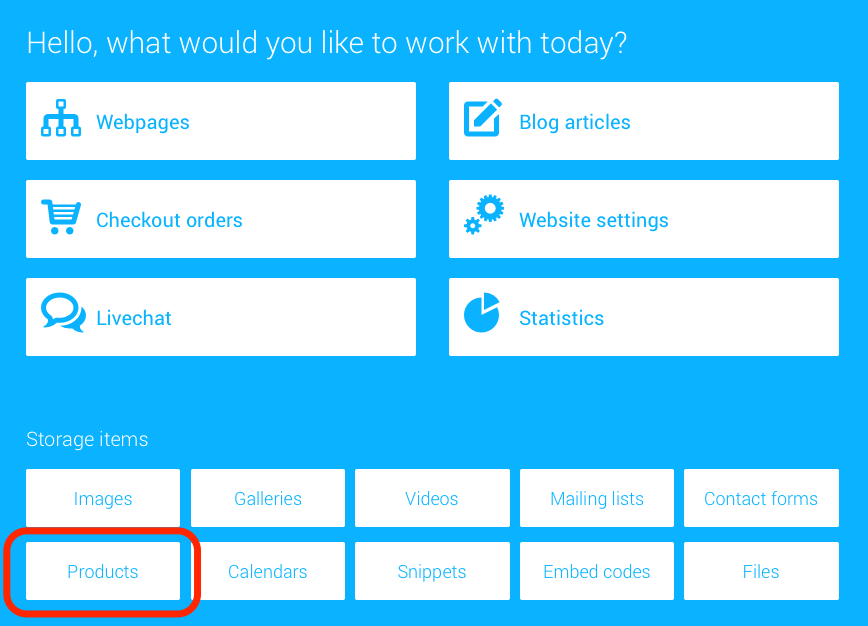 Hello, what would you like to work with today?
Webpages
Blog articles
Checkout orders
Website settings
Livechat
Statistics
Storage items
Images
Galleries
Videos
Mailing lists
Contact forms
Products
Calendars
Snippets
Embed codes
Files